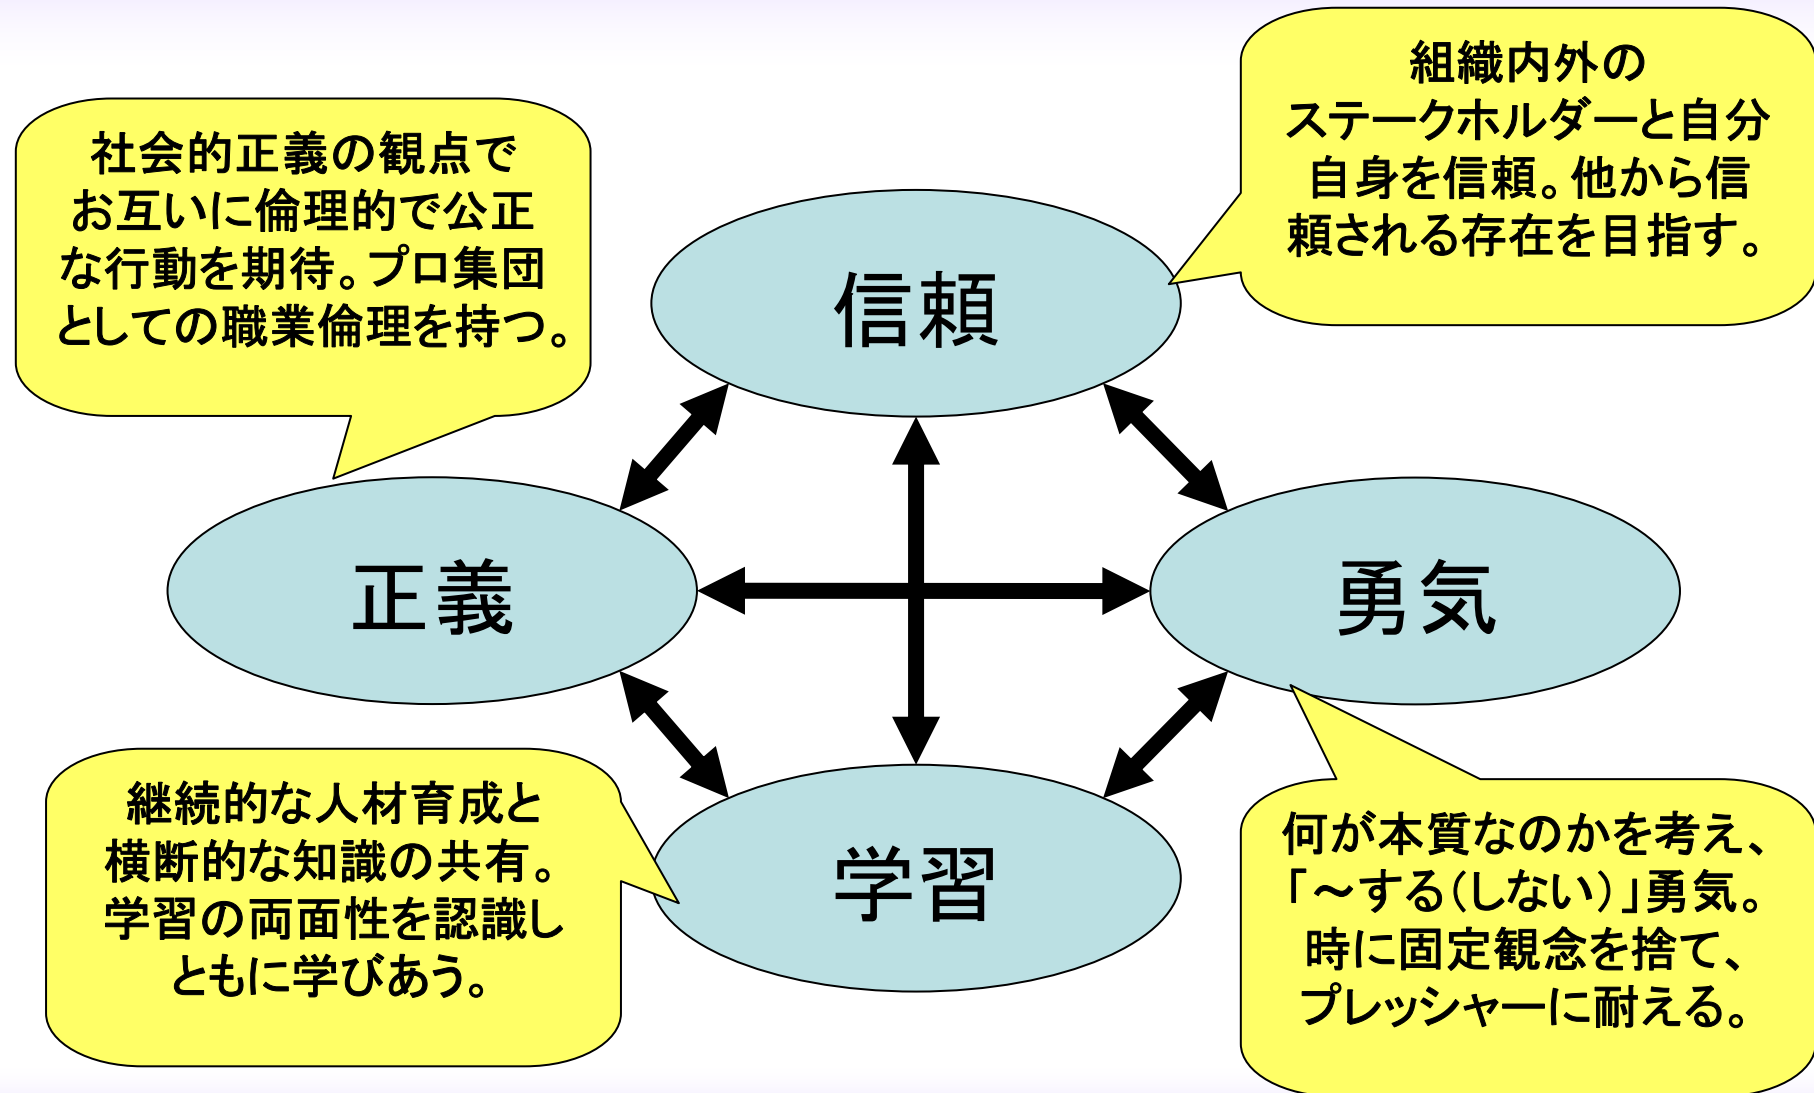 組織内外の
ステークホルダーと自分
自身を信頼。他から信
頼される存在を目指す。
社会的正義の観点で
お互いに倫理的で公正
な行動を期待。プロ集団
としての職業倫理を持つ。
信頼
正義
勇気
学習
継続的な人材育成と
横断的な知識の共有。
学習の両面性を認識し
ともに学びあう。
何が本質なのかを考え、
「～する(しない)」勇気。
時に固定観念を捨て、
プレッシャーに耐える。